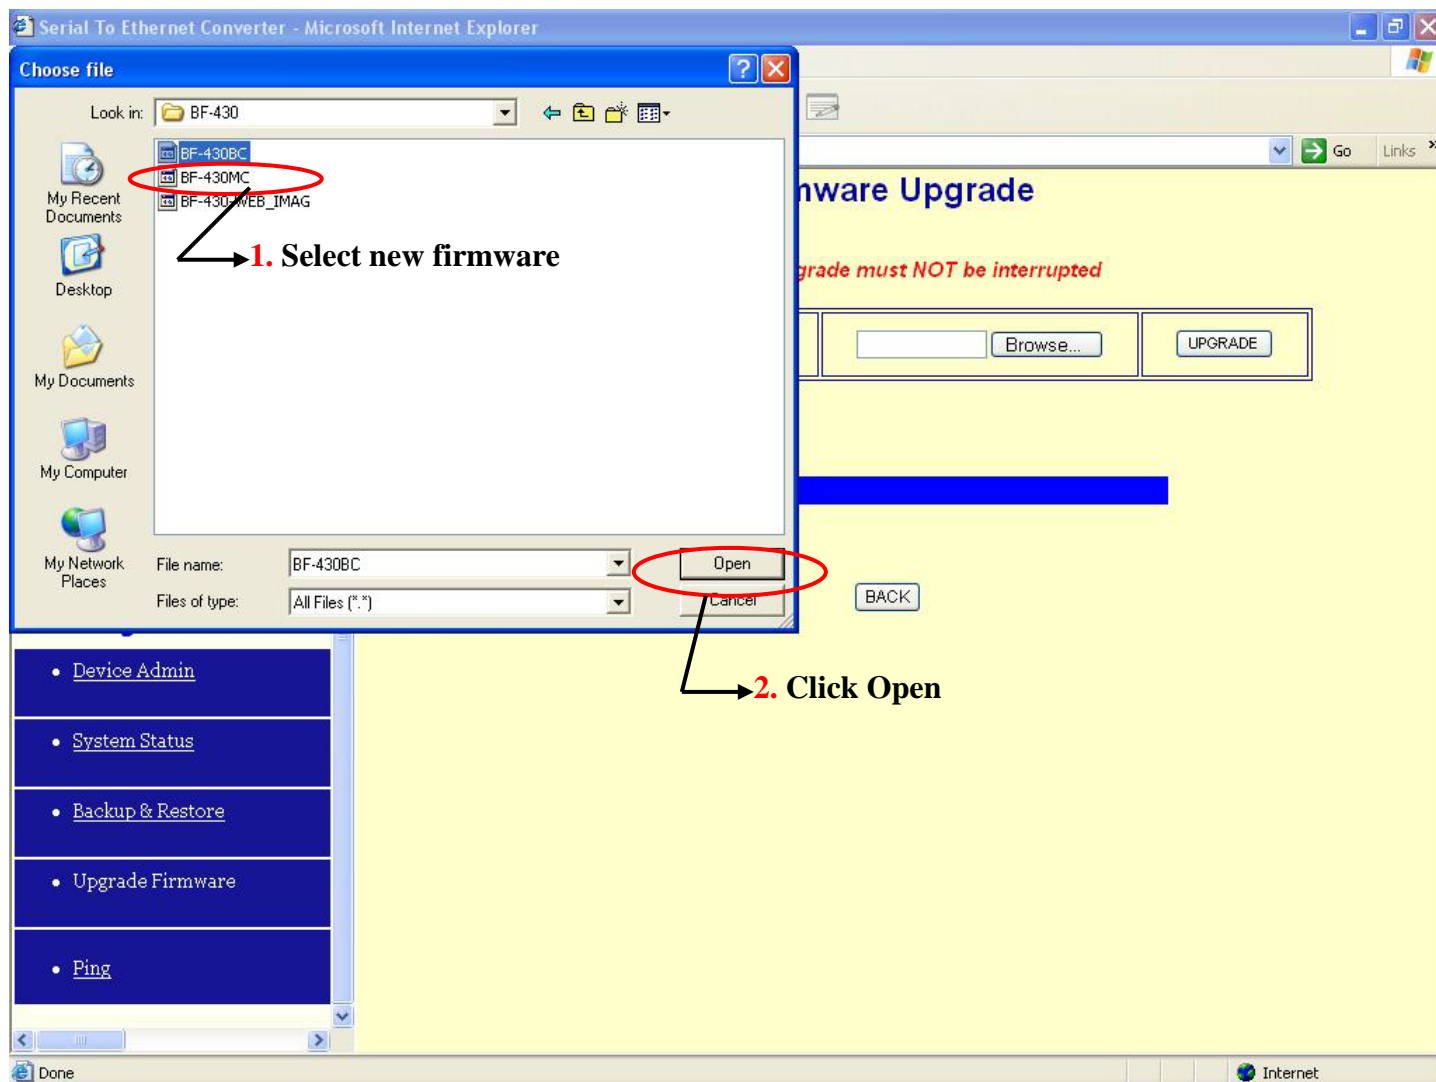 Serial To Ethernet Converter - Microsoft Internet Explorer
Choose file
Look in:
BF-430
Go
Links
BF-430BC
BF-430MC
BF-430-WEB_IMAG
My Recent
Documents
Desktop
My Documents
My Computer
My Network
Places
1. Select new firmware
Upgrade
must NOT be interrupted
Browse...
UPGRADE
File name:
BF-430BC
Open
Files of type:
All Files (*.*)
Cancel
BACK
2. Click Open
Device Admin
System Status
Backup & Restore
Upgrade Firmware
Ping
Done
Internet